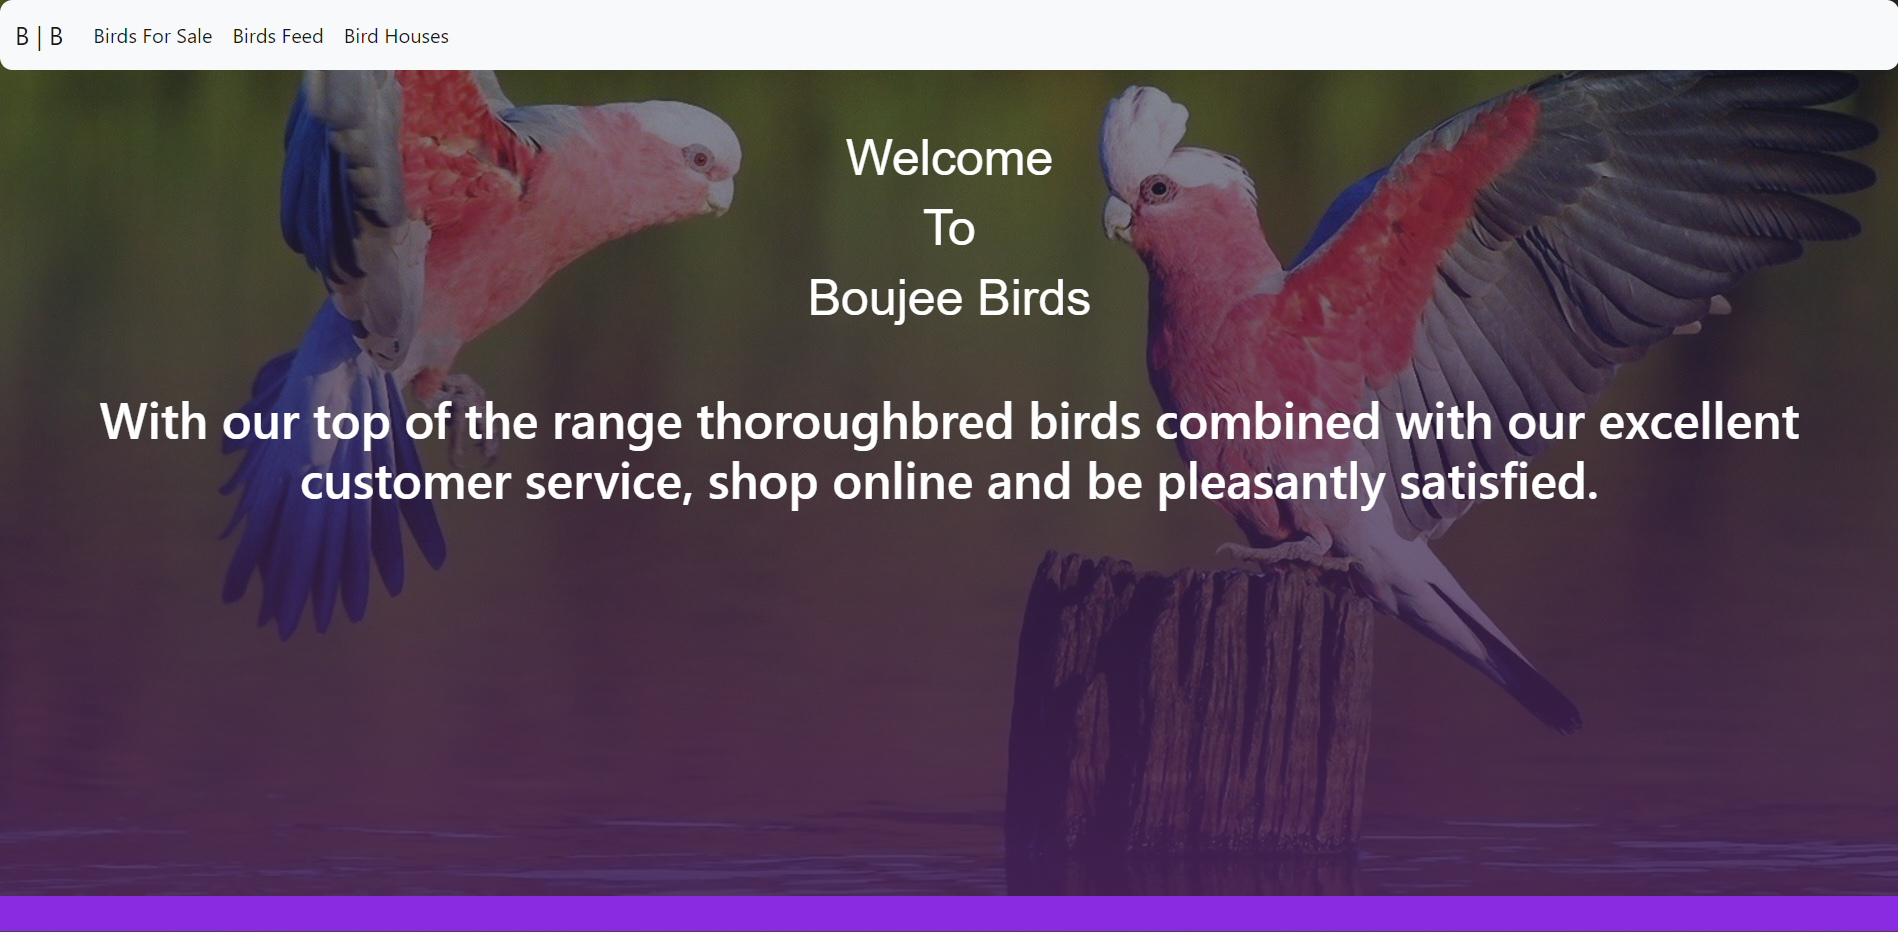 B | B Birds For Sale Birds Feed Bird Houses
Welcome
To
Boujee Birds
With our top of the range thoroughbred birds combined with our excellent
customer service, shop online and be pleasantly satisfied.